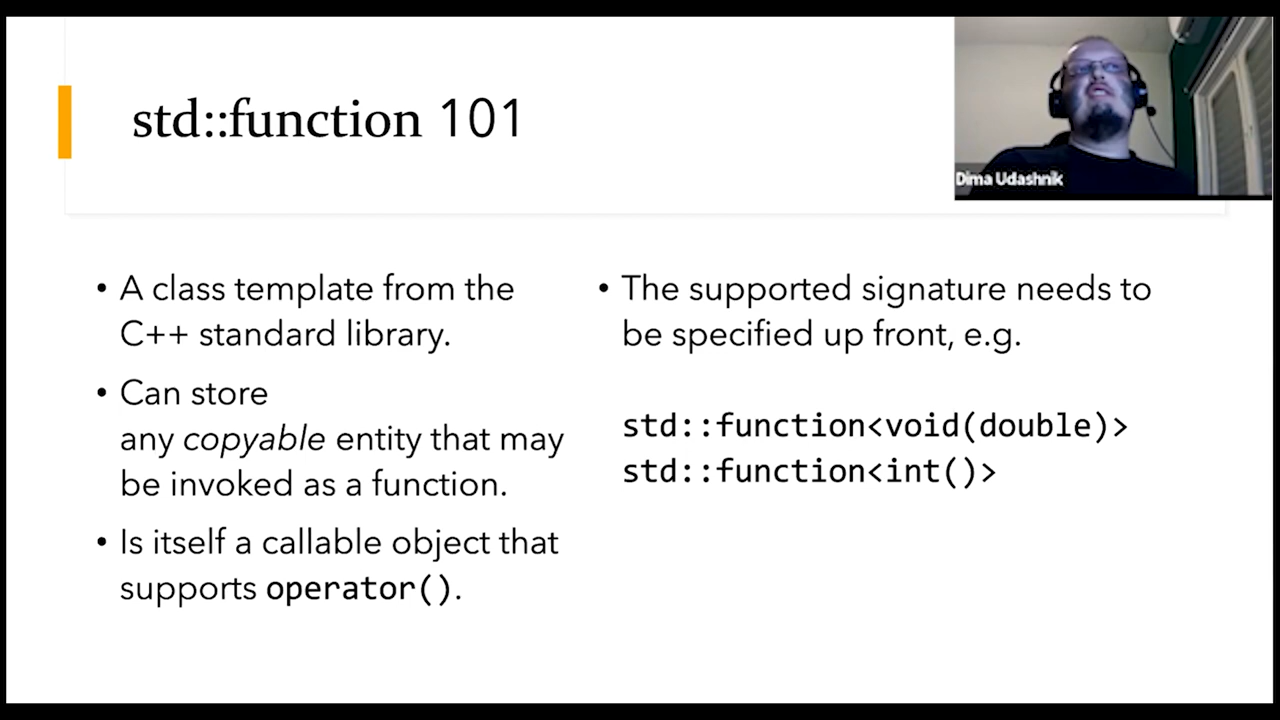 std::function 101
Dima Udashnik
• A class template from the
C++ standard library.
• Can store
any copyable entity that may
be invoked as a function.
• Is itself a callable object that
supports operator().
• The supported signature needs to
be specified up front, e.g.
std::function<void(double)>
std::function<int()>